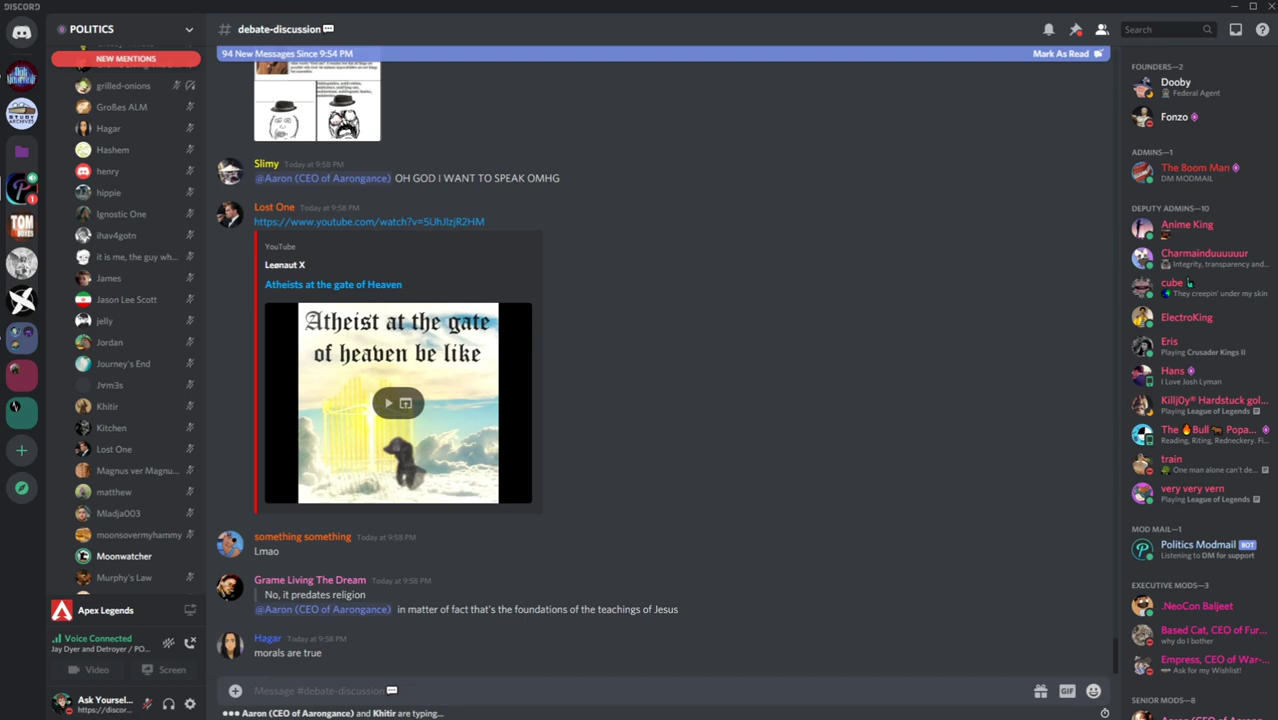 DISCORD
POLITICS
NEW MENTIONS
grilled-onions
Großes ALM
Hagar
Hashem
henry
hippie
Ignostic One
ihav4gotn
it is me, the guy wh...
James
Jason Lee Scott
jelly
Jordan
Journey's End
Jvm3s
Khitir
Kitchen
Lost One
Magnus ver Magnu...
matthew
Mladja003
moonsovermyhammy
Moonwatcher
Murphy's Law
Apex Legends
Voice Connected
Jay Dyer and Detroyer / PO...
Video
Screen
Ask Yoursel...
https://discor...
TOM
# debate-discussion
Search
94 New Messages Since 9:54 PM
Mark As Read
Slimy Today at 9:58 PM
@Aaron (CEO of Aarongance) OH GOD I WANT TO SPEAK OMHG
Lost One Today at 9:58 PM
https://www.youtube.com/watch?v=5UhJIzjR2HM
YouTube
Leønaut X
Atheists at the gate of Heaven
Atheist at the gate
of heaven be like
something something Today at 9:58 PM
Lmao
Grame Living The Dream Today at 9:58 PM
No, it predates religion
@Aaron (CEO of Aarongance) in matter of fact that's the foundations of the teachings of Jesus
Hagar Today at 9:58 PM
morals are true
Message #debate-discussion
GIF
Aaron (CEO of Aarongance) and Khitir are typing...
FOUNDERS—2
Dooby
Federal Agent
Fonzo
ADMINS—1
The Boom Man
DM MODMAIL
DEPUTY ADMINS—10
Anime King
Charmainduuuuuur
Integrity, transparency and...
cube
They creepin' under my skin
ElectroKing
Eris
Playing Crusader Kings II
Hans
I Love Josh Lyman
Killj0y® Hardstuck gol...
Playing League of Legends
The Bull Popa...
Reading, Riting, Redneckery. Fi...
train
One man alone can't de...
very very vern
Playing League of Legends
MOD MAIL—1
Politics Modmail BOT
Listening to DM for support
EXECUTIVE MODS—3
.NeoCon Baljeet
Based Cat, CEO of Fur...
why do I bother
Empress, CEO of War-...
Ask for my Wishlist!
SENIOR MODS—8